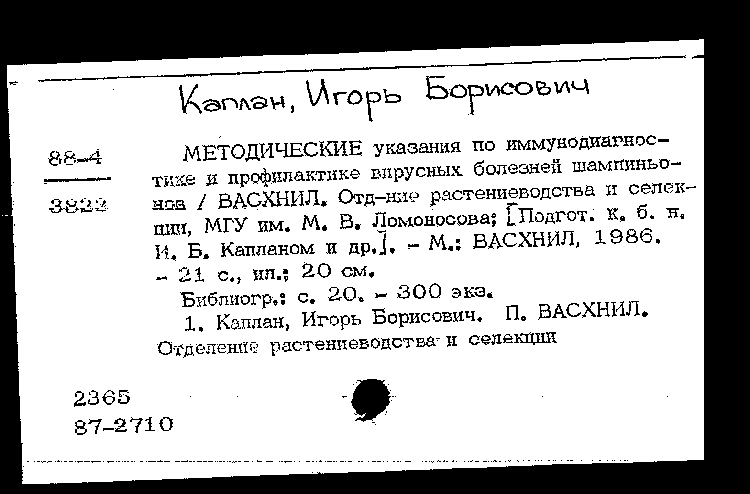 Каплан, Игорь Борисович
88-4
3822
МЕТОДИЧЕСКИЕ указания по иммунодиагнос-
тике и профилактике вирусных болезней шампиньо-
нов / ВАСХНИЛ. Отд-ние растениеводства и селек-
ции, МГУ им. М. В. Ломоносова; [Подгот. к. б. н.
И. Б. Капланом и др.]. - М.: ВАСХНИЛ, 1986.
- 21 с., ил.; 20 см.
Библиогр.: с. 20. - 300 экз.
1. Каплан, Игорь Борисович. П. ВАСХНИЛ.
Отделение растениеводства и селекции
2365
87-2710